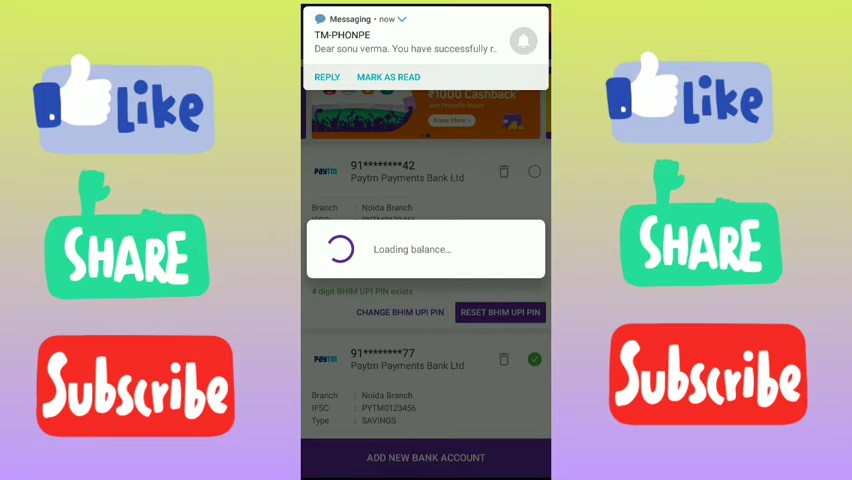 Like
SHARE
Subscribe
Messaging • now
TM-PHONPE
Dear sonu verma. You have successfully r..
REPLY MARK AS READ
₹1000 Cashback
Know More >
paytm 91********42
Paytm Payments Bank Ltd
Branch : Noida Branch
Loading balance...
4 digit BHIM UPI PIN exists
CHANGE BHIM UPI PIN RESET BHIM UPI PIN
paytm 91********77
Paytm Payments Bank Ltd
Branch : Noida Branch
IFSC : PYTM0123456
Type : SAVINGS
ADD NEW BANK ACCOUNT
Like
SHARE
Subscribe